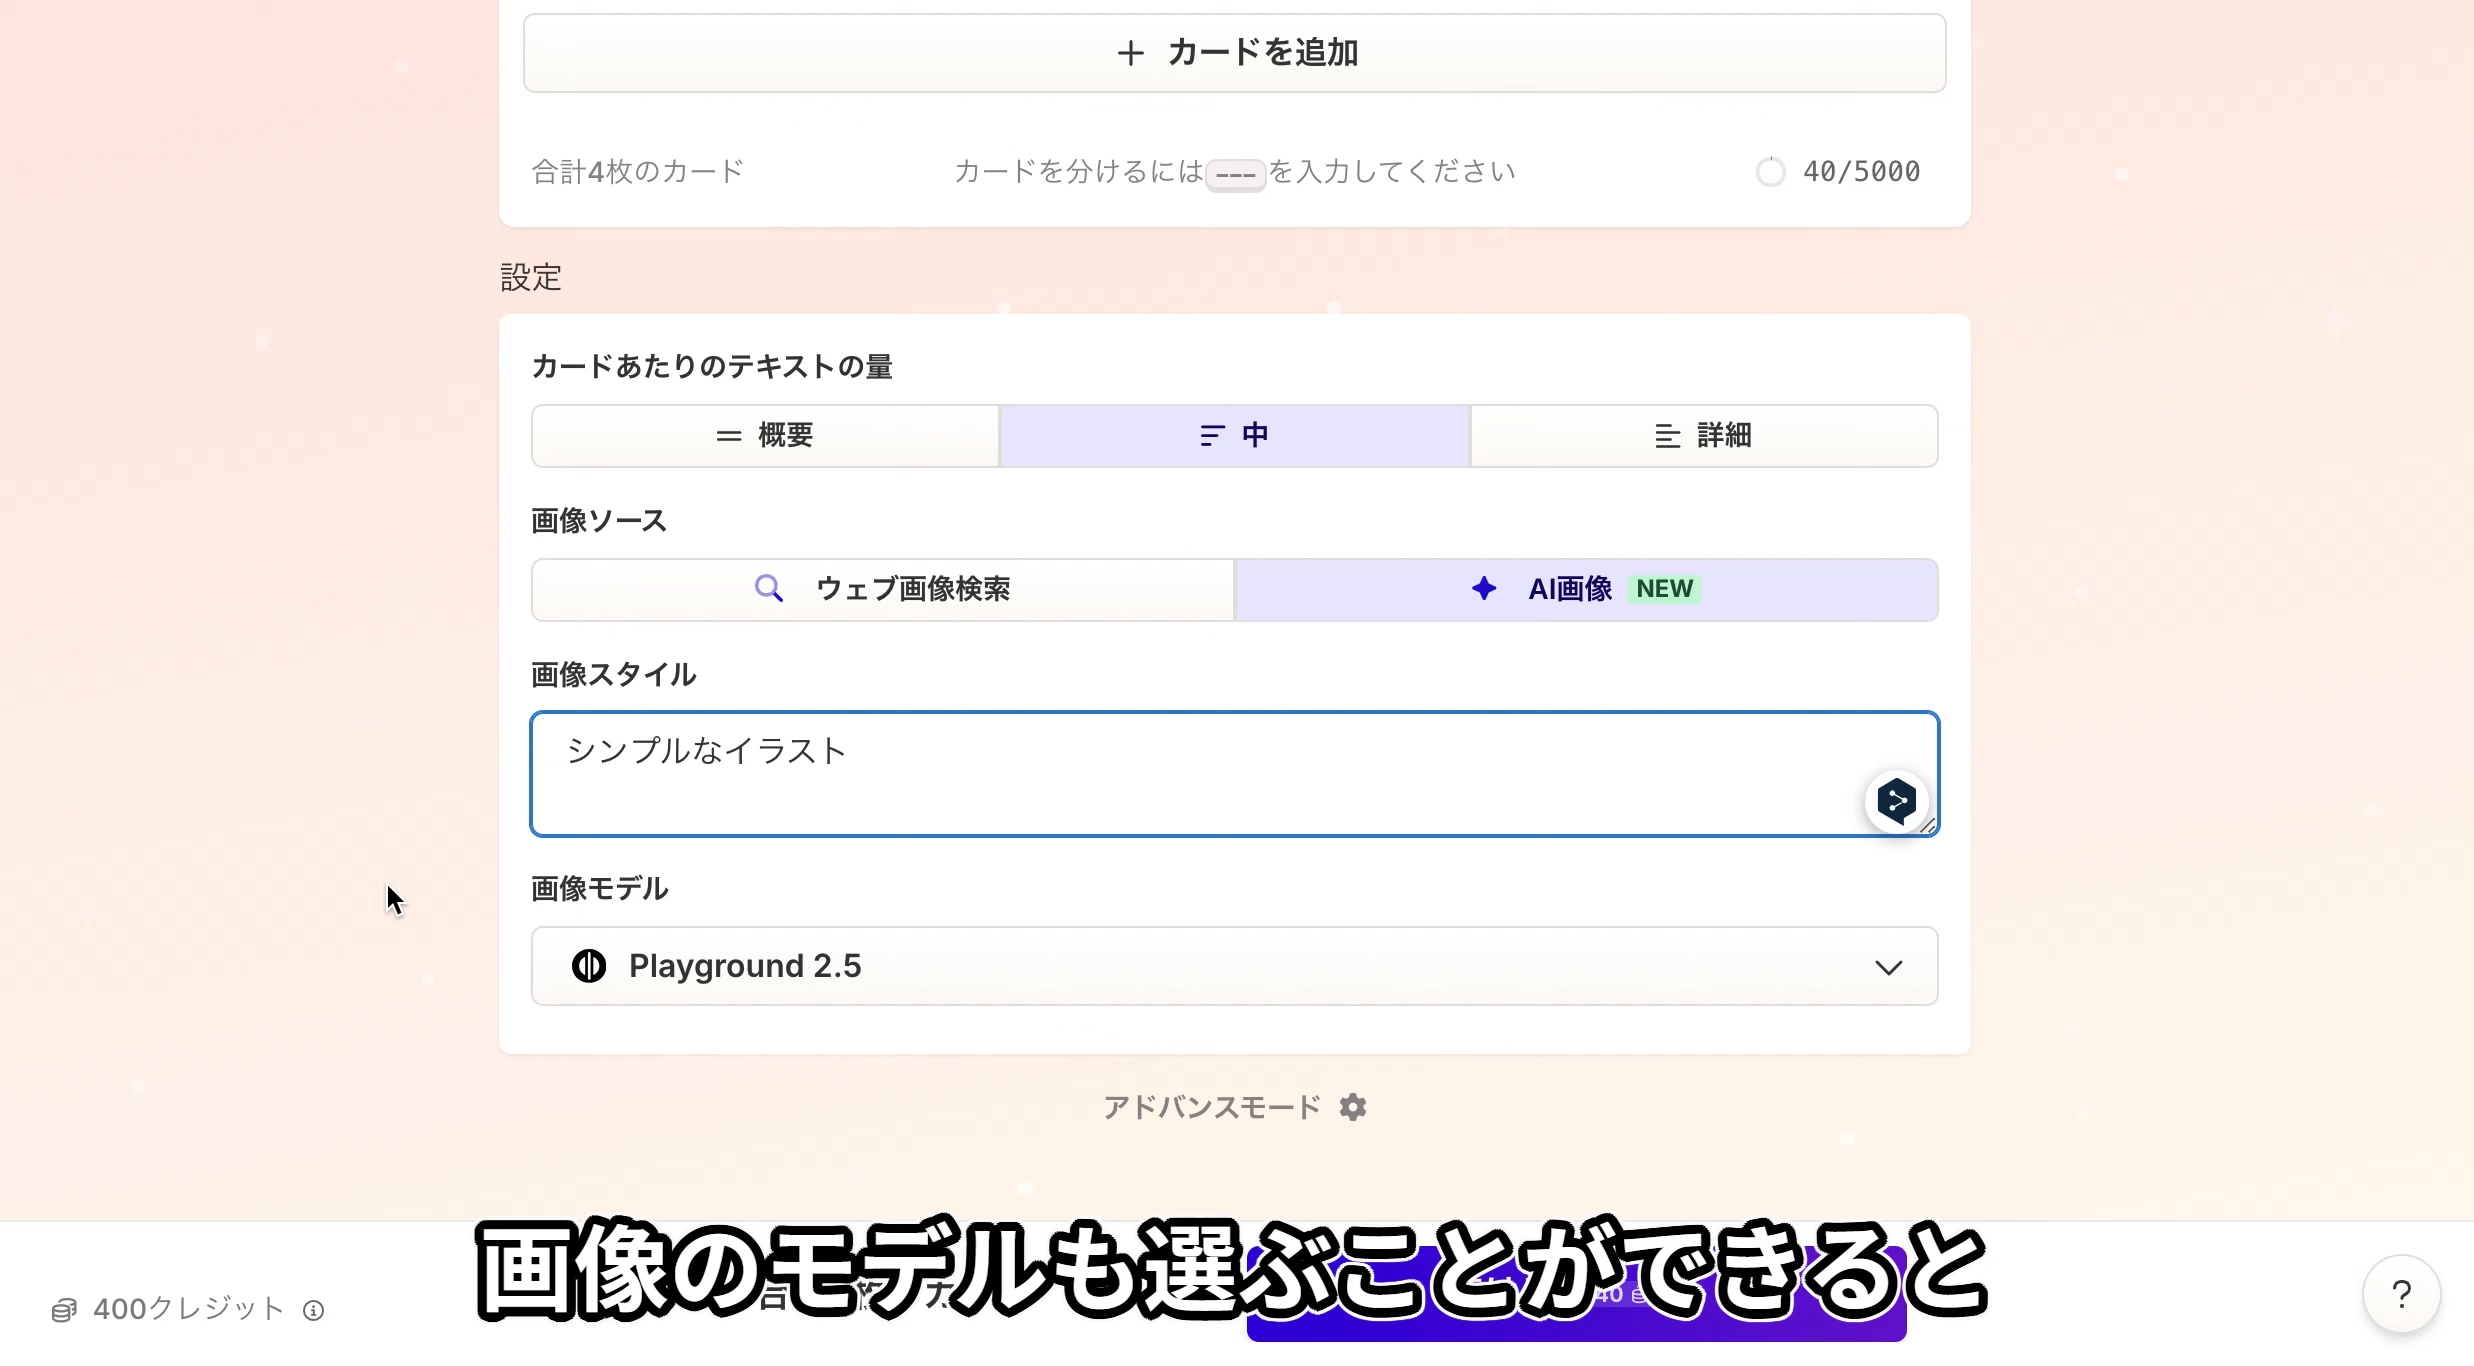 ＋ カードを追加
合計4枚のカード
カードを分けるには---を入力してください
40/5000
設定
カードあたりのテキストの量
概要
中
詳細
画像ソース
ウェブ画像検索
AI画像 NEW
画像スタイル
シンプルなイラスト
画像モデル
Playground 2.5
アドバンスモード
画像のモデルも選ぶことができると
400クレジット
40
?